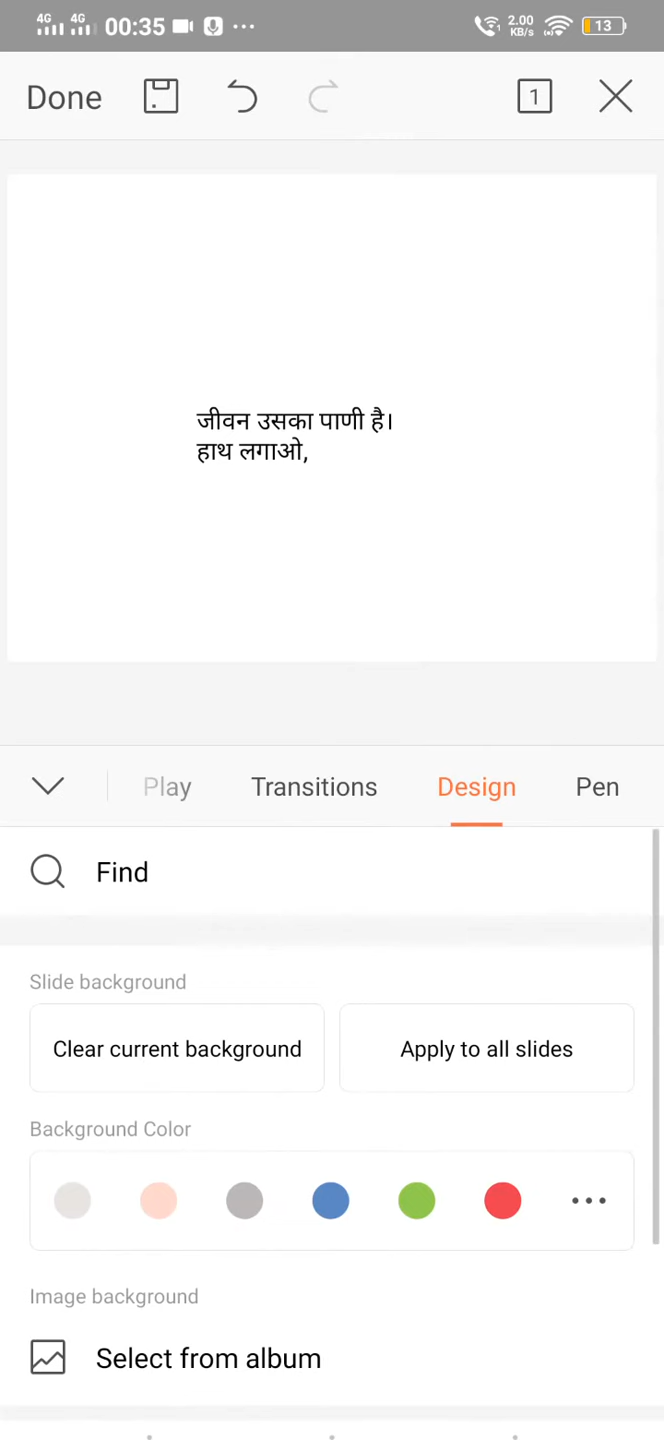 4G 4G 00:35 2.00 KB/s 13
Done 1
जीवन उसका पाणी है।
हाथ लगाओ,
Play Transitions Design Pen
Find
Slide background
Clear current background Apply to all slides
Background Color
Image background
Select from album